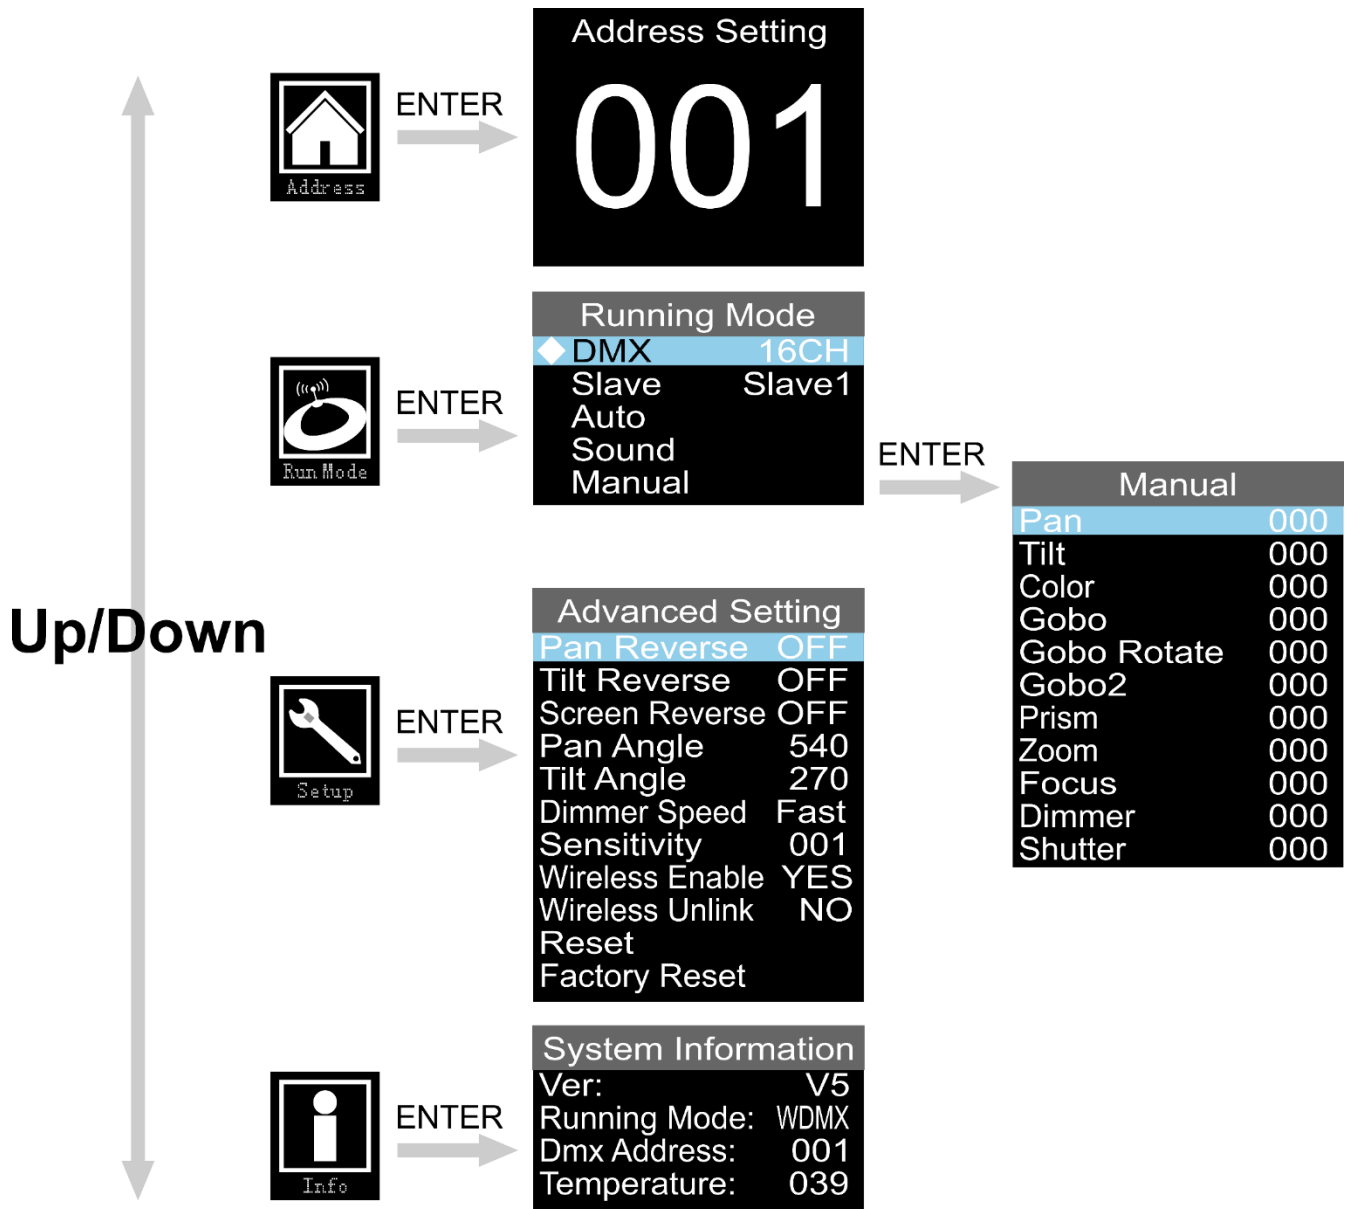 Address Setting
001
ENTER
Address
Running Mode
DMX 16CH
Slave Slave1
Auto
Sound
Manual
ENTER
Run Mode
ENTER
Manual
Pan 000
Tilt 000
Color 000
Gobo 000
Gobo Rotate 000
Gobo2 000
Prism 000
Zoom 000
Focus 000
Dimmer 000
Shutter 000
Up/Down
Advanced Setting
Pan Reverse OFF
Tilt Reverse OFF
Screen Reverse OFF
Pan Angle 540
Tilt Angle 270
Dimmer Speed Fast
Sensitivity 001
Wireless Enable YES
Wireless Unlink NO
Reset
Factory Reset
ENTER
Setup
System Information
Ver: V5
Running Mode: WDMX
Dmx Address: 001
Temperature: 039
ENTER
Info